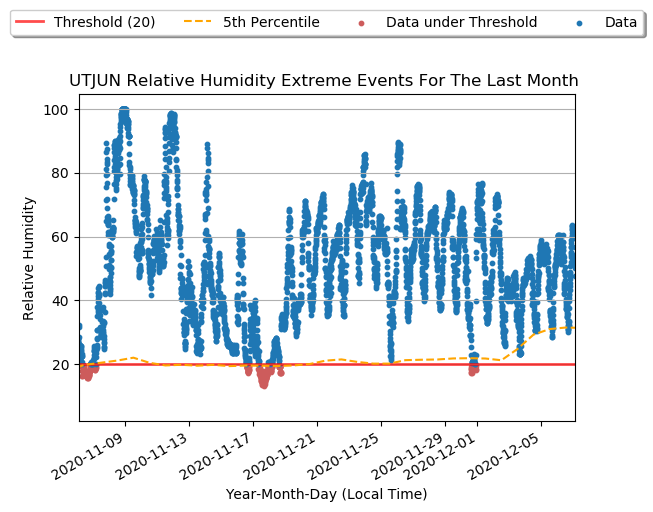 Threshold (20) 5th Percentile Data under Threshold Data
UTJUN Relative Humidity Extreme Events For The Last Month
100
80
60
40
20
Relative Humidity
2020-11-09 2020-11-13 2020-11-17 2020-11-21 2020-11-25 2020-11-29 2020-12-01 2020-12-05
Year-Month-Day (Local Time)